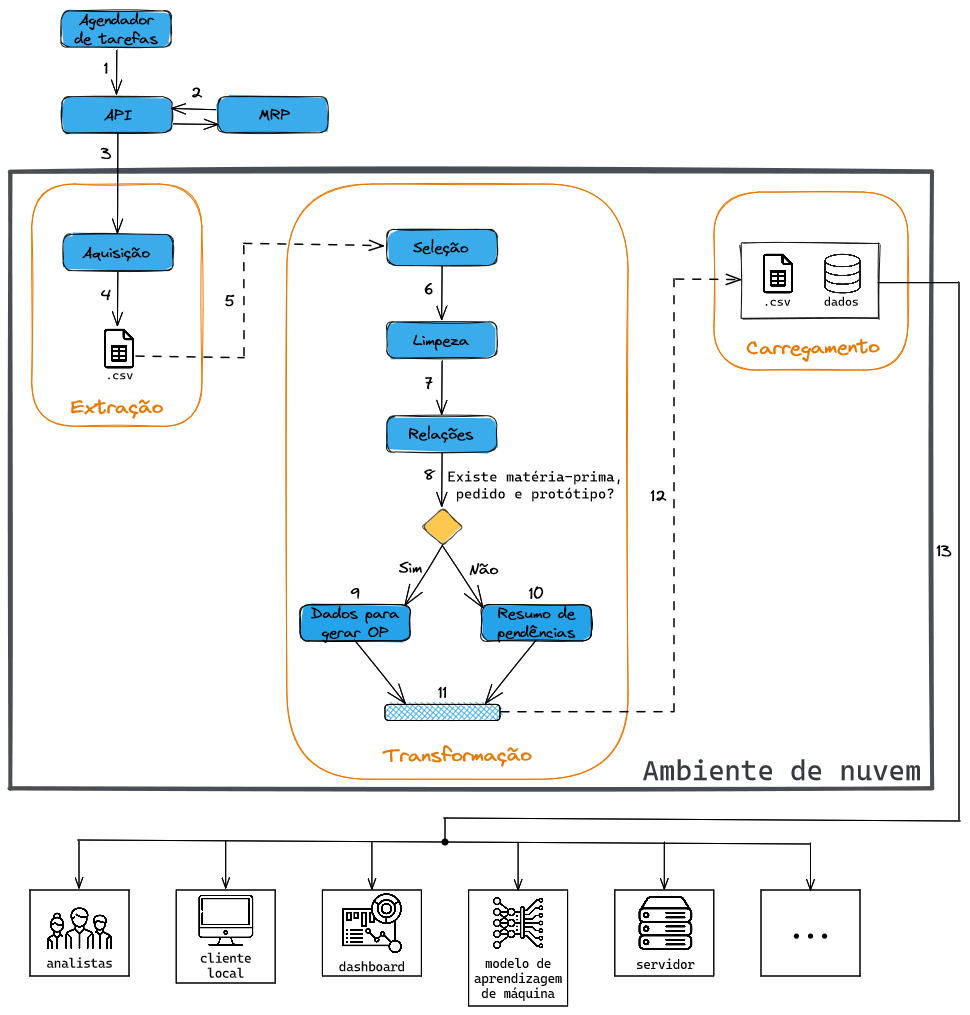 Agendador
de tarefas
1
API
2
MRP
3
Aquisição
4
.csv
Extração
5
Seleção
6
Limpeza
7
Relações
8
Existe matéria-prima,
pedido e protótipo?
Sim
Não
9
Dados para
gerar OP
10
Resumo de
pendências
11
Transformação
12
.csv
dados
Carregamento
13
Ambiente de nuvem
analistas
cliente
local
dashboard
modelo de
aprendizagem
de máquina
servidor
...